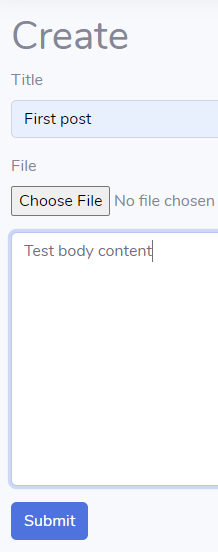 Create
Title
First post
File
Choose File No file chosen
Test body content
Submit